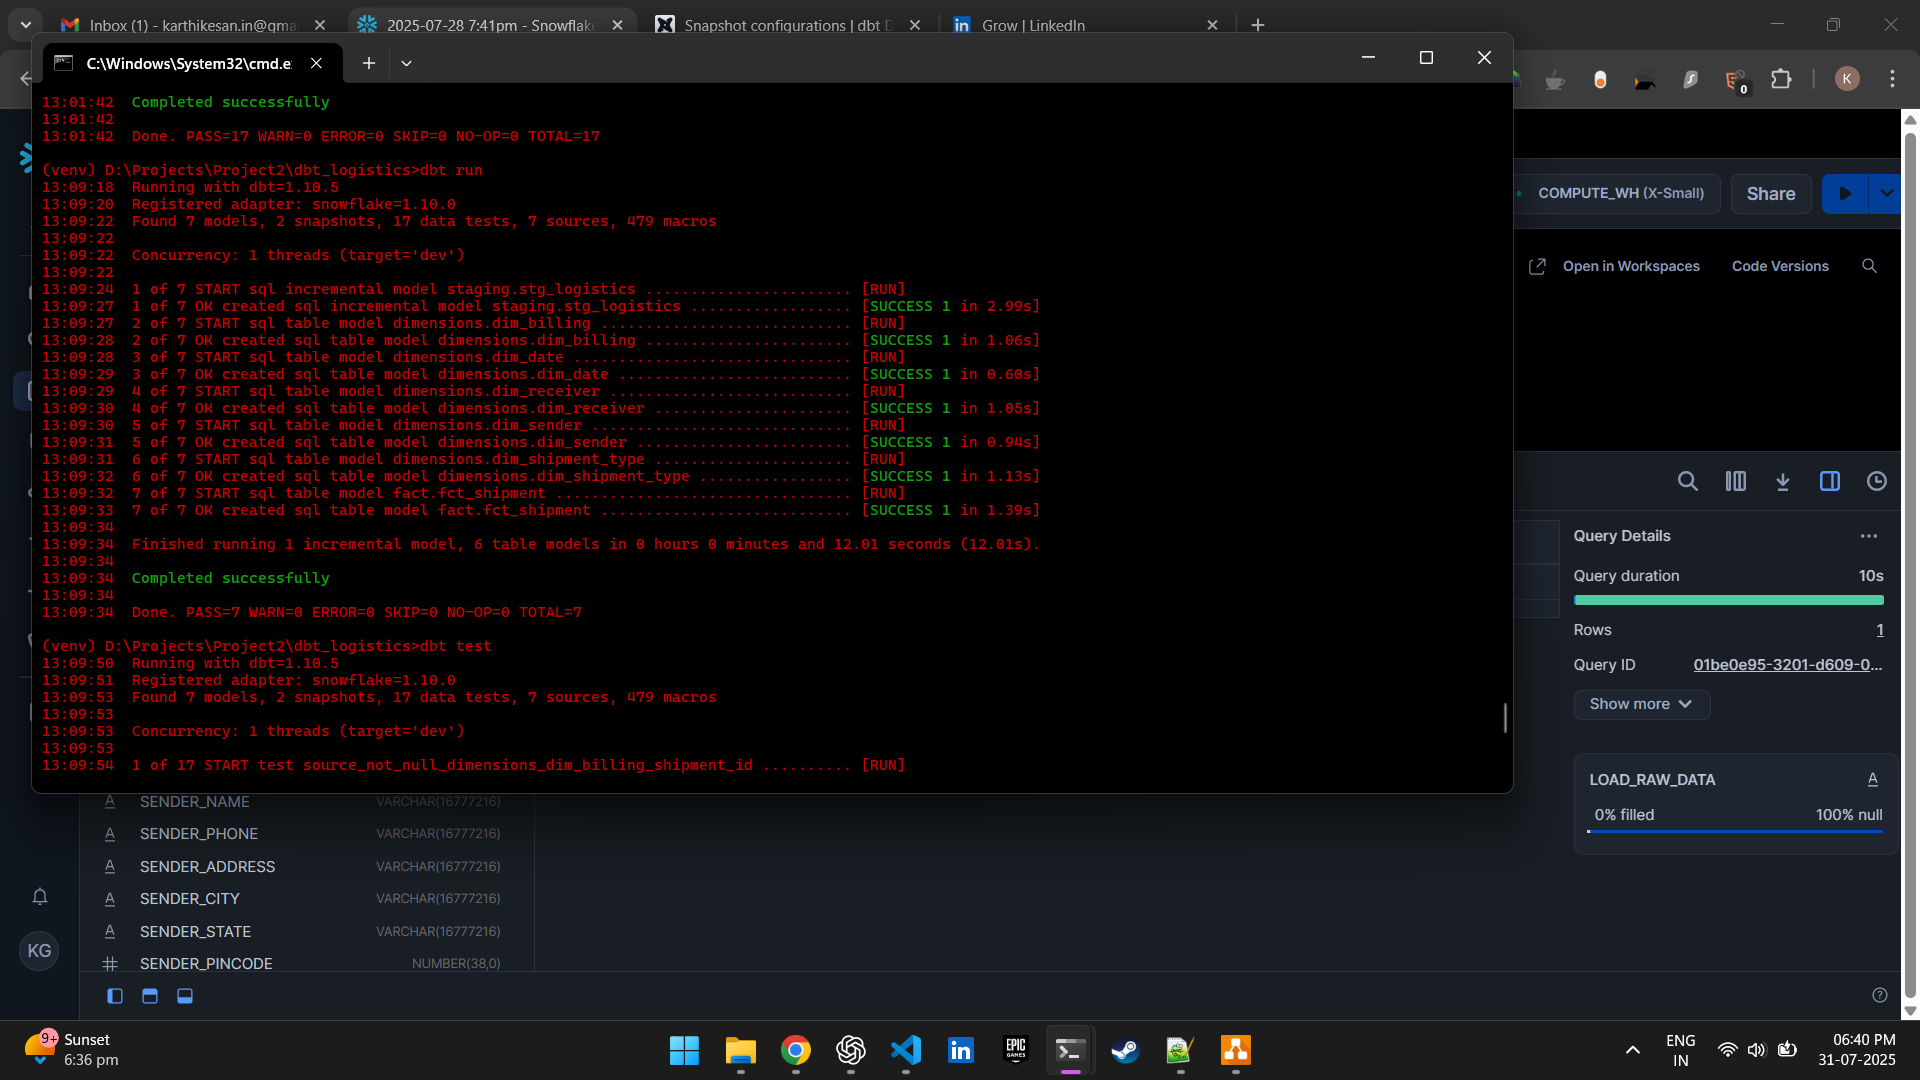 Inbox (1) - karthikesan.in@gma
2025-07-28 7:41pm - Snowflake
Snapshot configurations | dbt D
Grow | LinkedIn
C:\Windows\System32\cmd.e
0
K
13:01:42  Completed successfully
13:01:42
13:01:42  Done. PASS=17 WARN=0 ERROR=0 SKIP=0 NO-OP=0 TOTAL=17
(venv) D:\Projects\Project2\dbt_logistics>dbt run
13:09:18  Running with dbt=1.10.5
13:09:20  Registered adapter: snowflake=1.10.0
13:09:22  Found 7 models, 2 snapshots, 17 data tests, 7 sources, 479 macros
13:09:22
13:09:22  Concurrency: 1 threads (target='dev')
13:09:22
13:09:24  1 of 7 START sql incremental model staging.stg_logistics ....................... [RUN]
13:09:27  1 of 7 OK created sql incremental model staging.stg_logistics .................. [SUCCESS 1 in 2.99s]
13:09:27  2 of 7 START sql table model dimensions.dim_billing ............................ [RUN]
13:09:28  2 of 7 OK created sql table model dimensions.dim_billing ....................... [SUCCESS 1 in 1.06s]
13:09:28  3 of 7 START sql table model dimensions.dim_date ............................... [RUN]
13:09:29  3 of 7 OK created sql table model dimensions.dim_date .......................... [SUCCESS 1 in 0.60s]
13:09:29  4 of 7 START sql table model dimensions.dim_receiver ........................... [RUN]
13:09:30  4 of 7 OK created sql table model dimensions.dim_receiver ...................... [SUCCESS 1 in 1.05s]
13:09:30  5 of 7 START sql table model dimensions.dim_sender ............................. [RUN]
13:09:31  5 of 7 OK created sql table model dimensions.dim_sender ........................ [SUCCESS 1 in 0.94s]
13:09:31  6 of 7 START sql table model dimensions.dim_shipment_type ...................... [RUN]
13:09:32  6 of 7 OK created sql table model dimensions.dim_shipment_type ................. [SUCCESS 1 in 1.13s]
13:09:32  7 of 7 START sql table model fact.fct_shipment ................................. [RUN]
13:09:33  7 of 7 OK created sql table model fact.fct_shipment ............................ [SUCCESS 1 in 1.39s]
13:09:34
13:09:34  Finished running 1 incremental model, 6 table models in 0 hours 0 minutes and 12.01 seconds (12.01s).
13:09:34
13:09:34  Completed successfully
13:09:34
13:09:34  Done. PASS=7 WARN=0 ERROR=0 SKIP=0 NO-OP=0 TOTAL=7
(venv) D:\Projects\Project2\dbt_logistics>dbt test
13:09:50  Running with dbt=1.10.5
13:09:51  Registered adapter: snowflake=1.10.0
13:09:53  Found 7 models, 2 snapshots, 17 data tests, 7 sources, 479 macros
13:09:53
13:09:53  Concurrency: 1 threads (target='dev')
13:09:53
13:09:54  1 of 17 START test source_not_null_dimensions_dim_billing_shipment_id .......... [RUN]
COMPUTE_WH (X-Small)
Share
Open in Workspaces
Code Versions
Query Details
Query duration 10s
Rows 1
Query ID 01be0e95-3201-d609-0...
Show more
LOAD_RAW_DATA A
0% filled 100% null
A SENDER_NAME VARCHAR(16777216)
A SENDER_PHONE VARCHAR(16777216)
A SENDER_ADDRESS VARCHAR(16777216)
A SENDER_CITY VARCHAR(16777216)
A SENDER_STATE VARCHAR(16777216)
# SENDER_PINCODE NUMBER(38,0)
KG
9+
Sunset
6:36 pm
in
EPIC
GAMES
ENG
IN
06:40 PM
31-07-2025